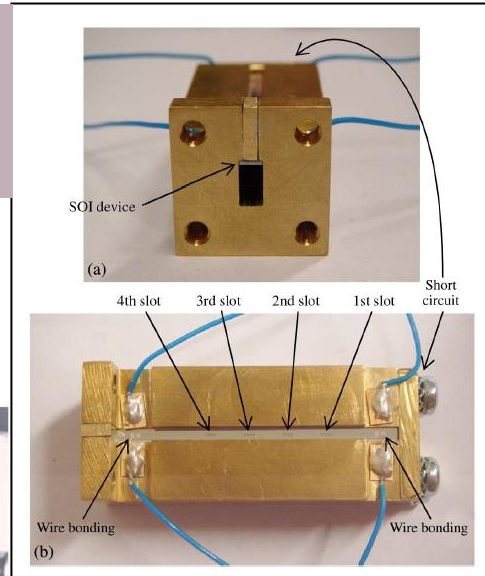 SOI device
(a)
Short
circuit
4th slot
3rd slot
2nd slot
1st slot
Wire bonding
Wire bonding
(b)